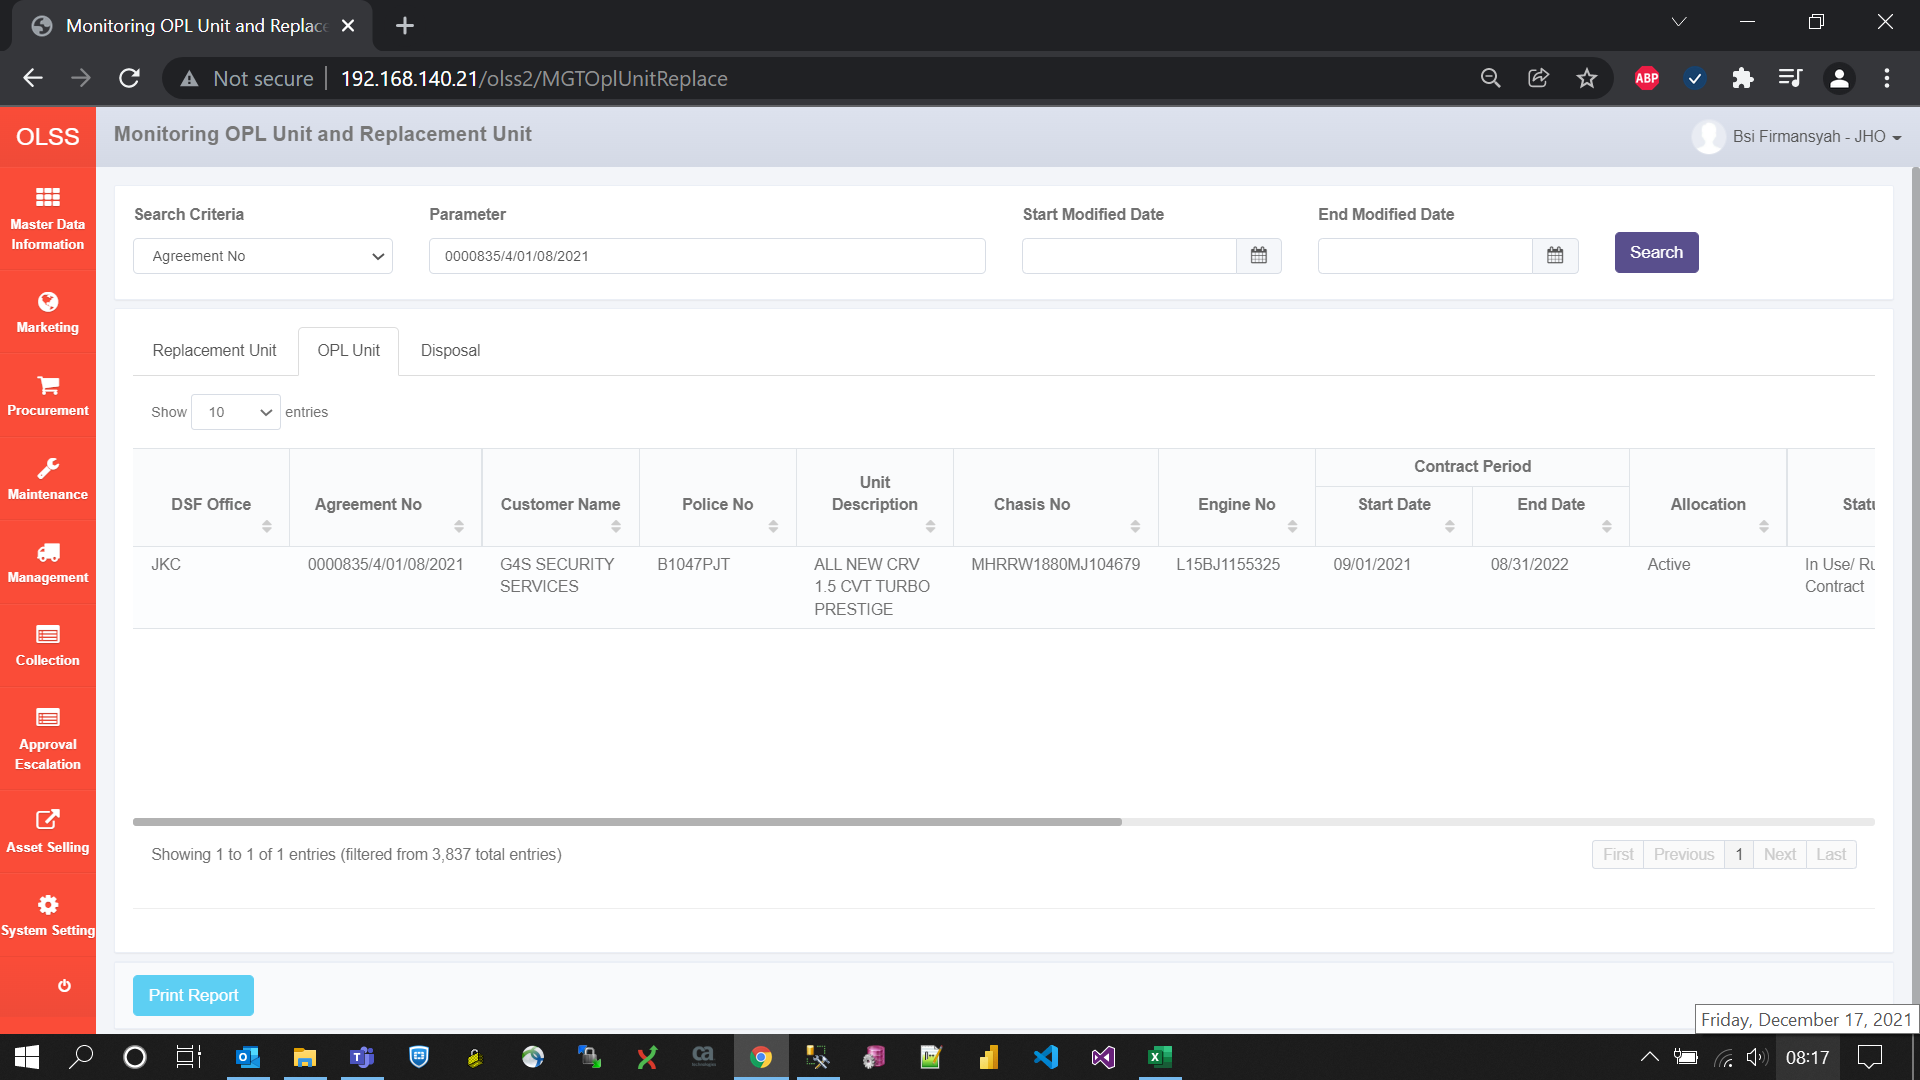 Monitoring OPL Unit and Replace
Not secure
192.168.140.21/olss2/MGTOplUnitReplace
ABP
OLSS
Monitoring OPL Unit and Replacement Unit
Bsi Firmansyah - JHO
Master Data
Information
Marketing
Procurement
Maintenance
Management
Collection
Approval
Escalation
Asset Selling
System Setting
Search Criteria
Parameter
Start Modified Date
End Modified Date
Agreement No
0000835/4/01/08/2021
Search
Replacement Unit
OPL Unit
Disposal
Show 10 entries
DSF Office
Agreement No
Customer Name
Police No
Unit
Description
Chasis No
Engine No
Contract Period
Start Date
End Date
Allocation
Statu
JKC
0000835/4/01/08/2021
G4S SECURITY
SERVICES
B1047PJT
ALL NEW CRV
1.5 CVT TURBO
PRESTIGE
MHRRW1880MJ104679
L15BJ1155325
09/01/2021
08/31/2022
Active
In Use/ Ru
Contract
Showing 1 to 1 of 1 entries (filtered from 3,837 total entries)
First
Previous
1
Next
Last
Print Report
Friday, December 17, 2021
ca
technologies
08:17